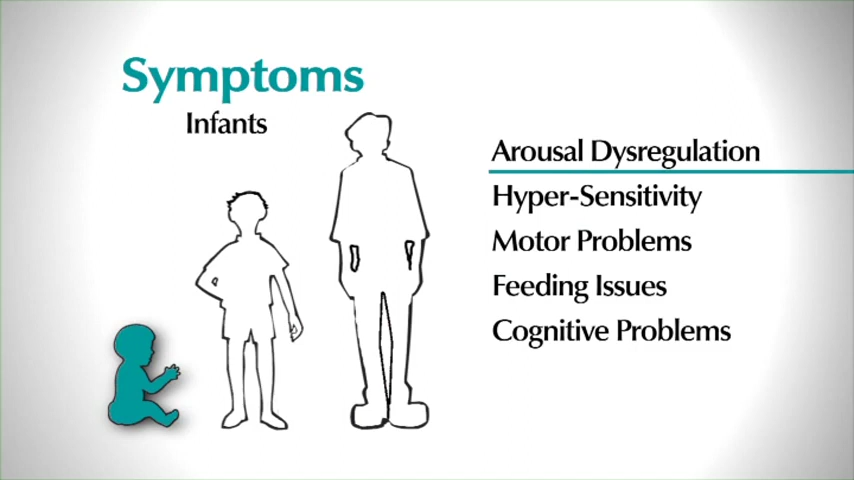 Symptoms
Infants
Arousal Dysregulation
Hyper-Sensitivity
Motor Problems
Feeding Issues
Cognitive Problems